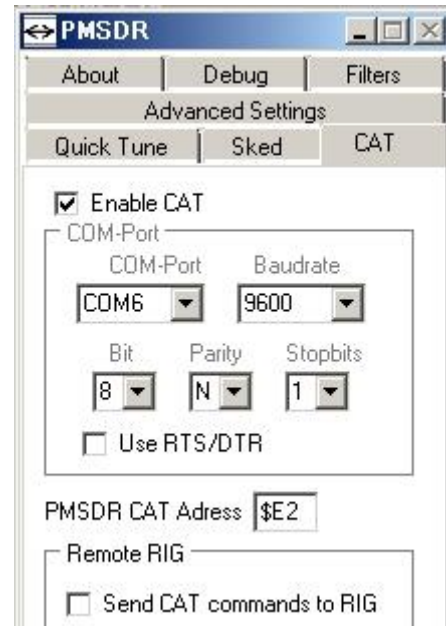 PMSDR
About Debug Filters
Advanced Settings
Quick Tune Sked CAT
Enable CAT
COM-Port
COM-Port Baudrate
COM6 9600
Bit Parity Stopbits
8 N 1
Use RTS/DTR
PMSDR CAT Adress $E2
Remote RIG
Send CAT commands to RIG